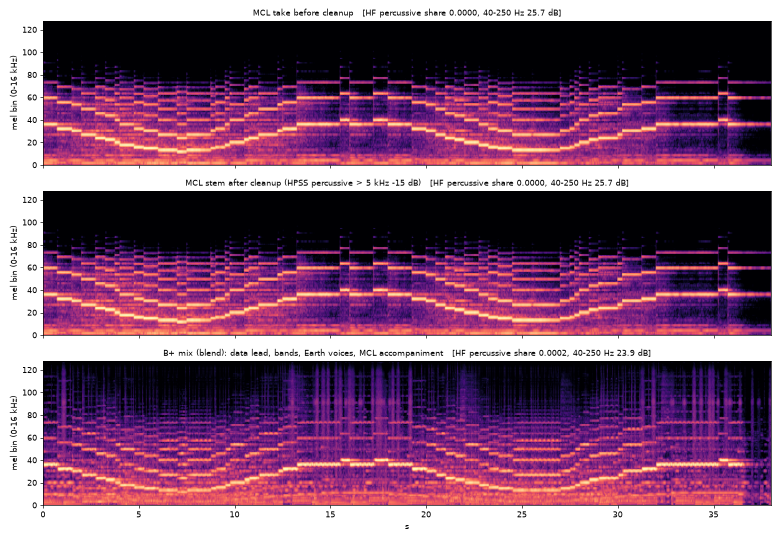 MCL take before cleanup [HF percussive share 0.0000, 40-250 Hz 25.7 dB]
mel bin (0-16 kHz)
120
100
80
60
40
20
0
MCL stem after cleanup (HPSS percussive > 5 kHz -15 dB) [HF percussive share 0.0000, 40-250 Hz 25.7 dB]
mel bin (0-16 kHz)
120
100
80
60
40
20
0
B+ mix (blend): data lead, bands, Earth voices, MCL accompaniment [HF percussive share 0.0002, 40-250 Hz 23.9 dB]
mel bin (0-16 kHz)
120
100
80
60
40
20
0
0 5 10 15 20 25 30 35
s